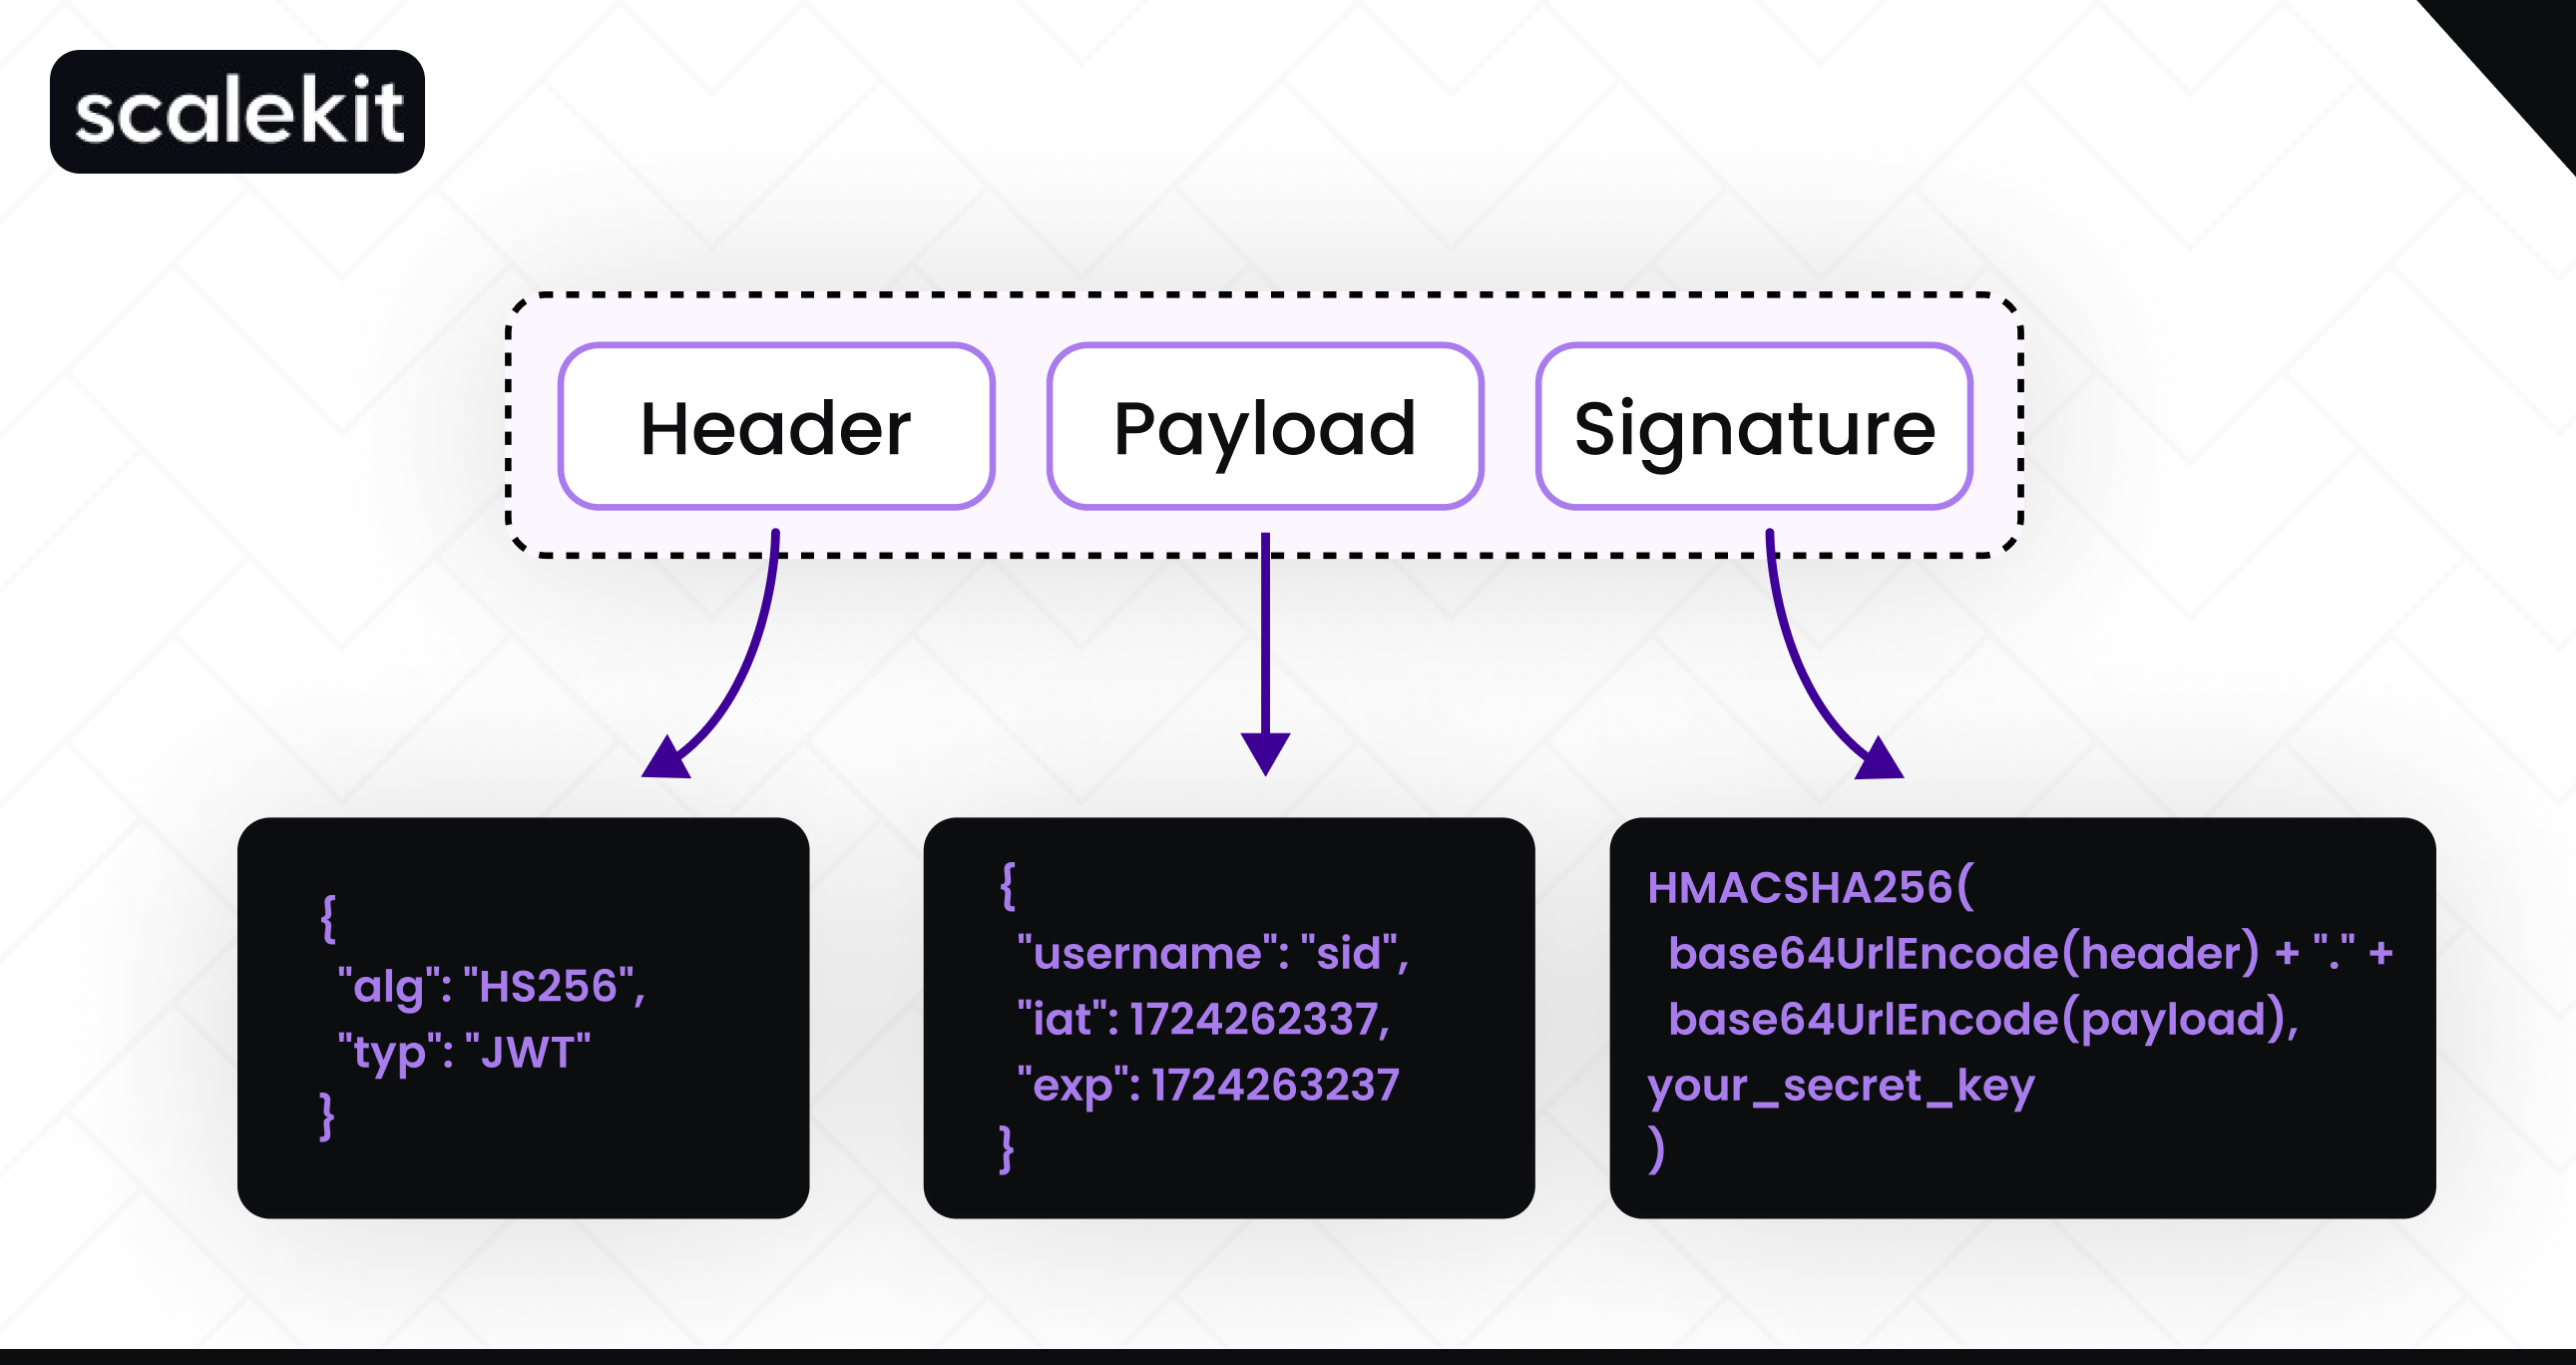 scalekit
Header
Payload
Signature
{
"alg": "HS256",
"typ": "JWT"
}
{
"username": "sid",
"iat": 1724262337,
"exp": 1724263237
}
HMACSHA256(
base64UrlEncode(header) + "." +
base64UrlEncode(payload),
your_secret_key
)